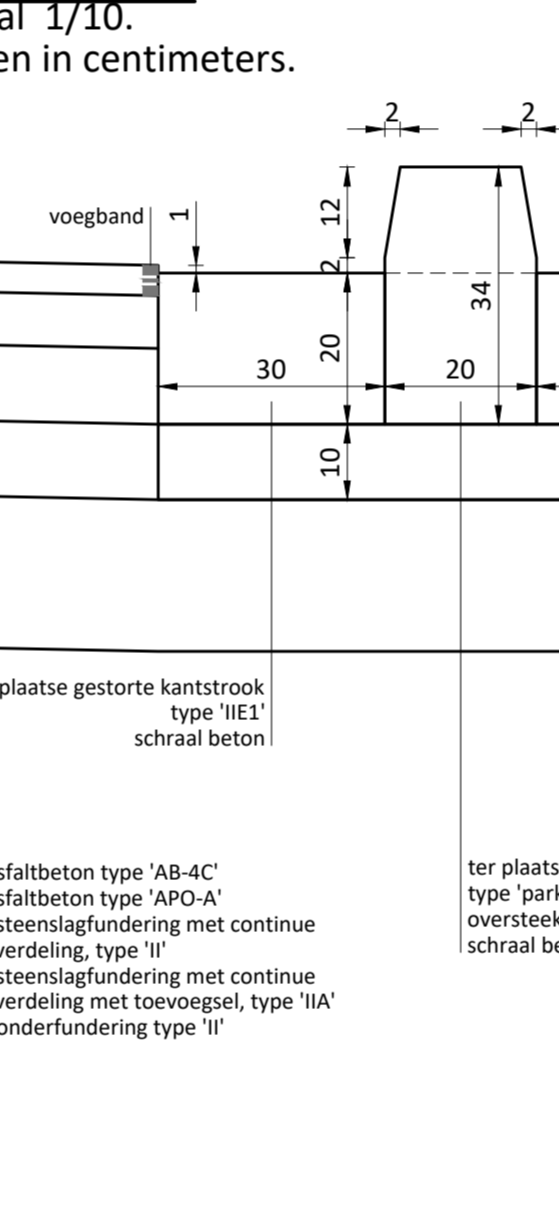 al 1/10.
en in centimeters.
2 2
voegband 1 12
2
34
20
30 20
10
plaatse gestorte kantstrook
type 'IIE1'
schraal beton
sfaltbeton type 'AB-4C'
sfaltbeton type 'APO-A'
steenslagfundering met continue
verdeling, type 'II'
steenslagfundering met continue
verdeling met toevoegsel, type 'IIA'
onderfundering type 'II'
ter plaats
type 'park
oversteek
schraal be